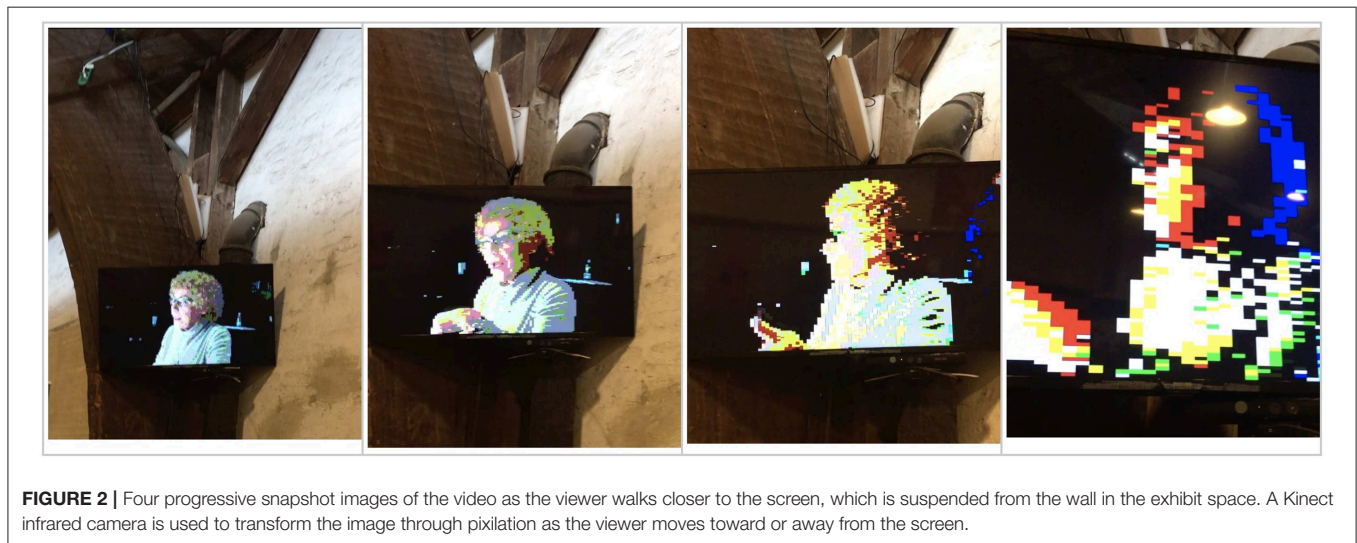 FIGURE 2 | Four progressive snapshot images of the video as the viewer walks closer to the screen, which is suspended from the wall in the exhibit space. A Kinect
infrared camera is used to transform the image through pixilation as the viewer moves toward or away from the screen.